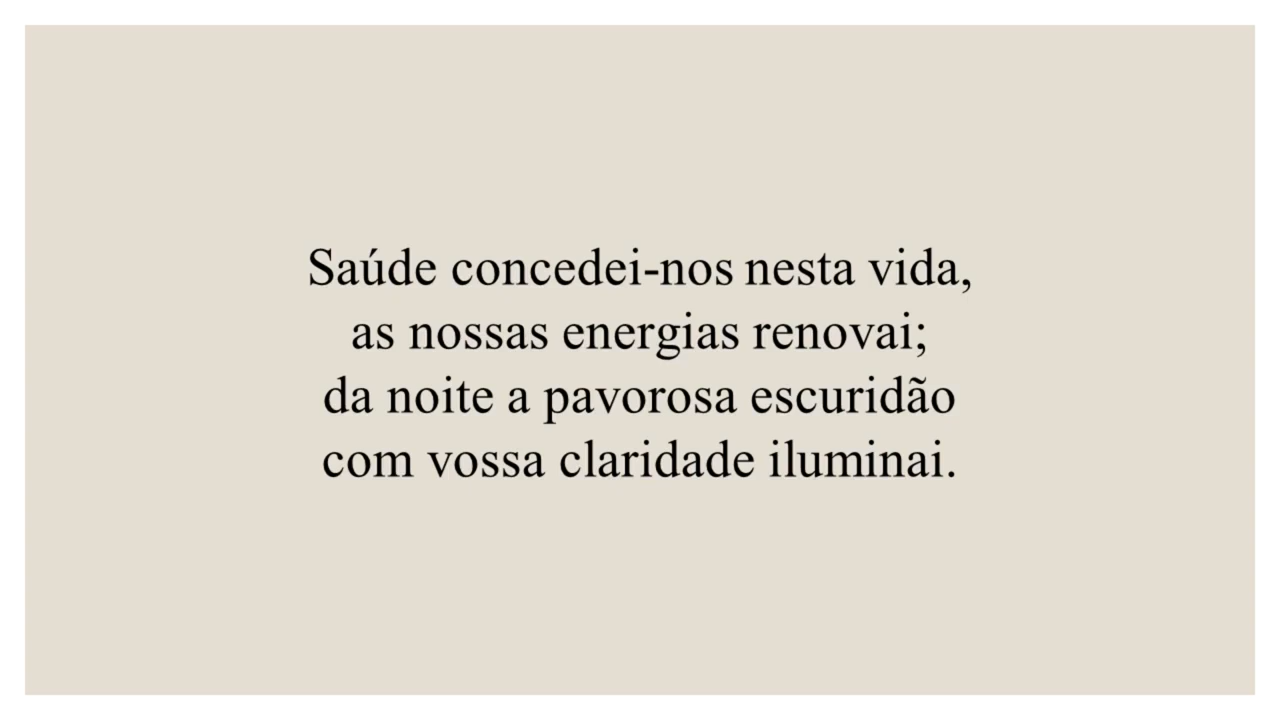 Saúde concedei-nos nesta vida,
as nossas energias renovai;
da noite a pavorosa escuridão
com vossa claridade iluminai.